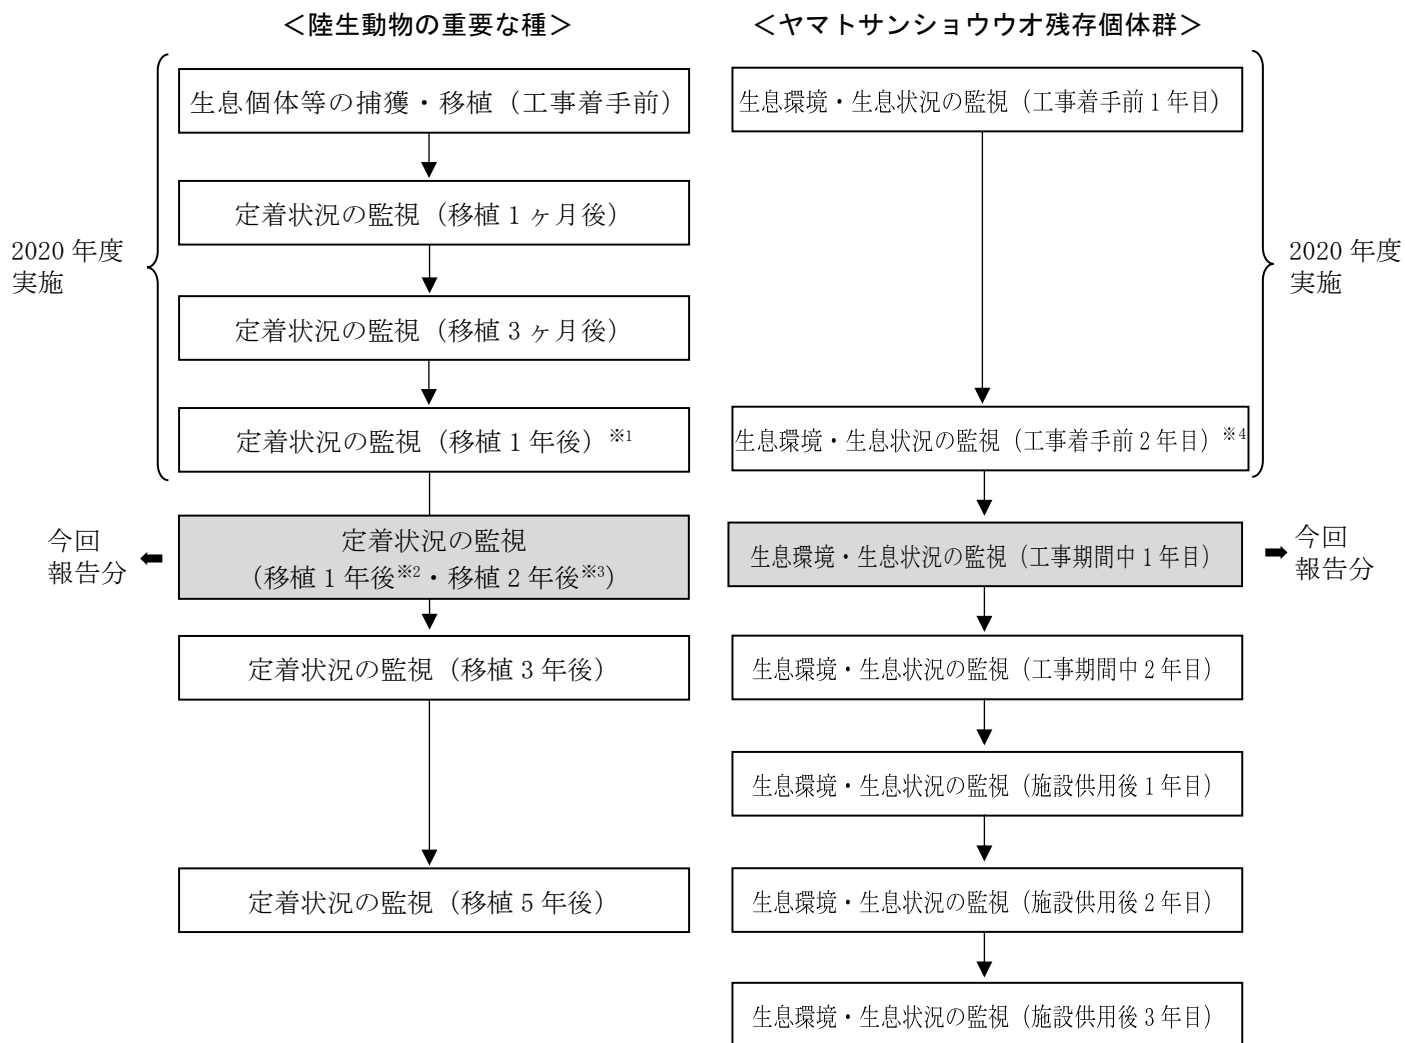 ＜陸生動物の重要な種＞
生息個体等の捕獲・移植（工事着手前）
定着状況の監視（移植 1 ヶ月後）
定着状況の監視（移植 3 ヶ月後）
定着状況の監視（移植 1 年後）※1
2020 年度
実施
定着状況の監視
（移植 1 年後※2・移植 2 年後※3）
今回
報告分
定着状況の監視（移植 3 年後）
定着状況の監視（移植 5 年後）
＜ヤマトサンショウウオ残存個体群＞
生息環境・生息状況の監視（工事着手前 1 年目）
生息環境・生息状況の監視（工事着手前 2 年目）※4
2020 年度
実施
生息環境・生息状況の監視（工事期間中 1 年目）
今回
報告分
生息環境・生息状況の監視（工事期間中 2 年目）
生息環境・生息状況の監視（施設供用後 1 年目）
生息環境・生息状況の監視（施設供用後 2 年目）
生息環境・生息状況の監視（施設供用後 3 年目）